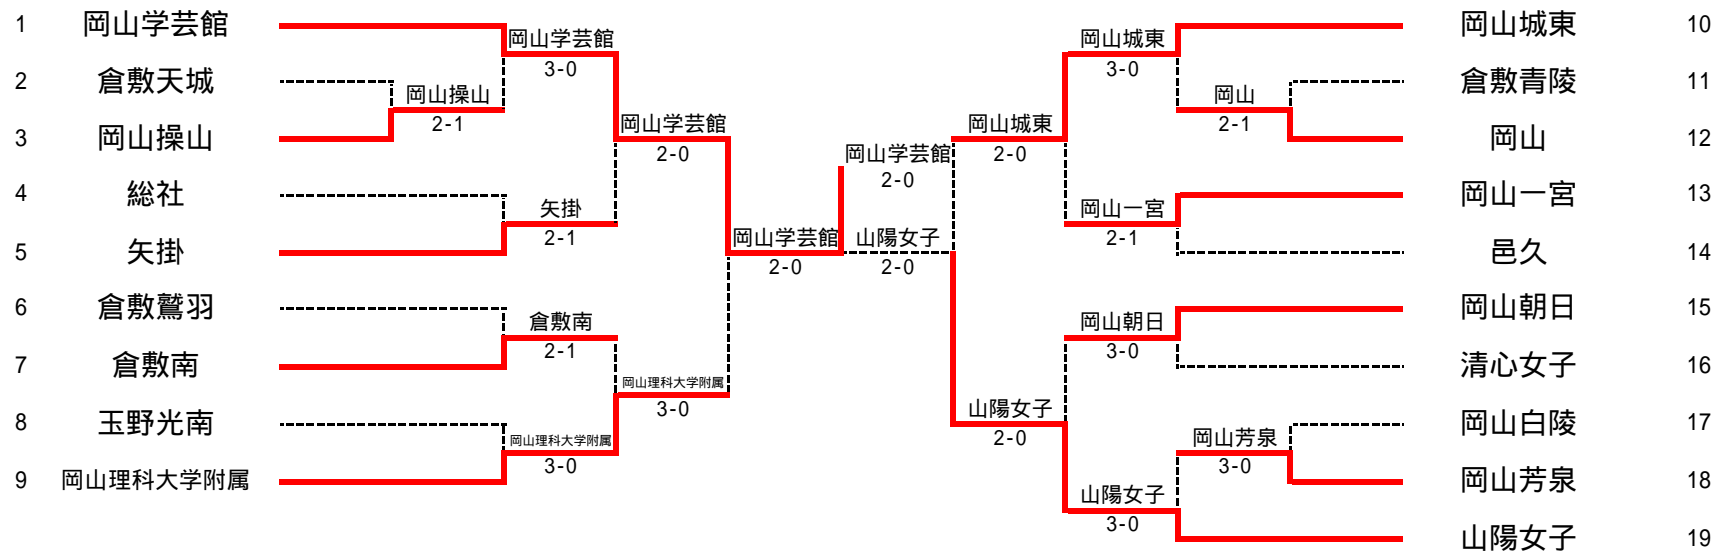 1 岡山学芸館
2 倉敷天城
3 岡山操山
4 総社
5 矢掛
6 倉敷鷲羽
7 倉敷南
8 玉野光南
9 岡山理科大学附属
岡山操山
2-1
岡山学芸館
3-0
矢掛
2-1
倉敷南
2-1
岡山理科大学附属
3-0
岡山学芸館
2-0
岡山理科大学附属
3-0
岡山学芸館
2-0
岡山学芸館
2-0
山陽女子
2-0
岡山城東
2-0
山陽女子
2-0
岡山城東
3-0
岡山一宮
2-1
岡山朝日
3-0
山陽女子
3-0
岡山
2-1
岡山芳泉
3-0
岡山城東 10
倉敷青陵 11
岡山 12
岡山一宮 13
邑久 14
岡山朝日 15
清心女子 16
岡山白陵 17
岡山芳泉 18
山陽女子 19